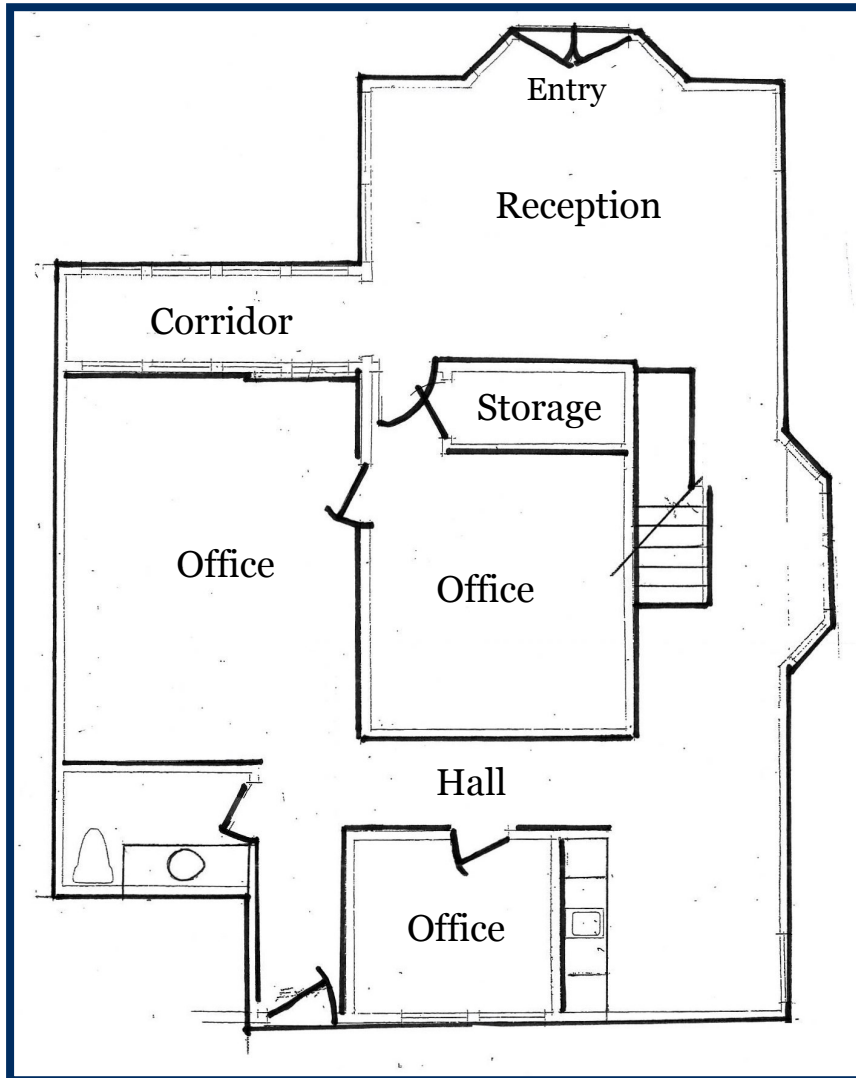 Entry
Reception
Corridor
Storage
Office
Office
Hall
Office